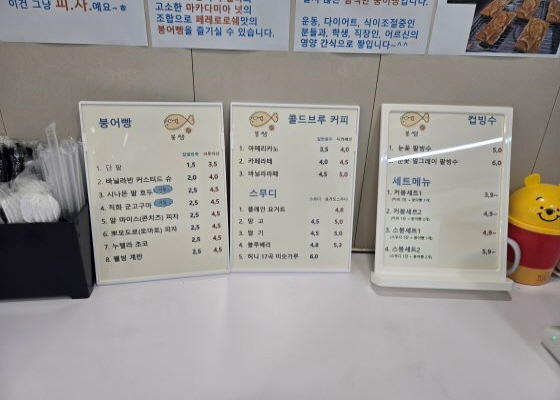 이건 그냥 피.자.예요~ㅎ
고소한 마카다미아 넛의
조합으로 페레로로쉐맛의
붕어빵을 즐기실 수 있습니다.
운동, 다이어트, 식이조절중인
분들과, 학생, 직장인, 어르신의
영양 간식으로 짱입니다~^^
붕어빵
1. 단 팥 1,5 3,5
2. 바닐라빈 커스터드 슈 2,0 4,0
3. 시나몬 팥 호두 2,5 4,5
4. 직화 군고구마 2,5 4,5
5. 알 마이스(콘치즈) 피자 2,5 4,5
6. 뽀모도로(토마토) 피자 2,5 4,5
7. 누텔라 초코 2,5 4,5
8. 웰빙 계란 2,5 4,5
콜드브루 커피
1. 아메리카노 3,5 4,0
2. 카페라떼 4,0 4,5
3. 바닐라라떼 4,5 5,0
스무디
1. 플레인 요거트 4,8
2. 망 고 4,5 5,0
3. 딸 기 4,5 5,0
4. 블루베리 4,8 5,3
5. 허니 17곡 미숫가루 6,0
컵빙수
1. 눈꽃 팥빙수 5,0
2. 눈꽃 얼그레이 팥빙수 6,0
세트메뉴
1. 커붕세트1 3,9~
2. 커붕세트2 4,9~
3. 스붕세트1 4,9~
4. 스붕세트2 5,9~